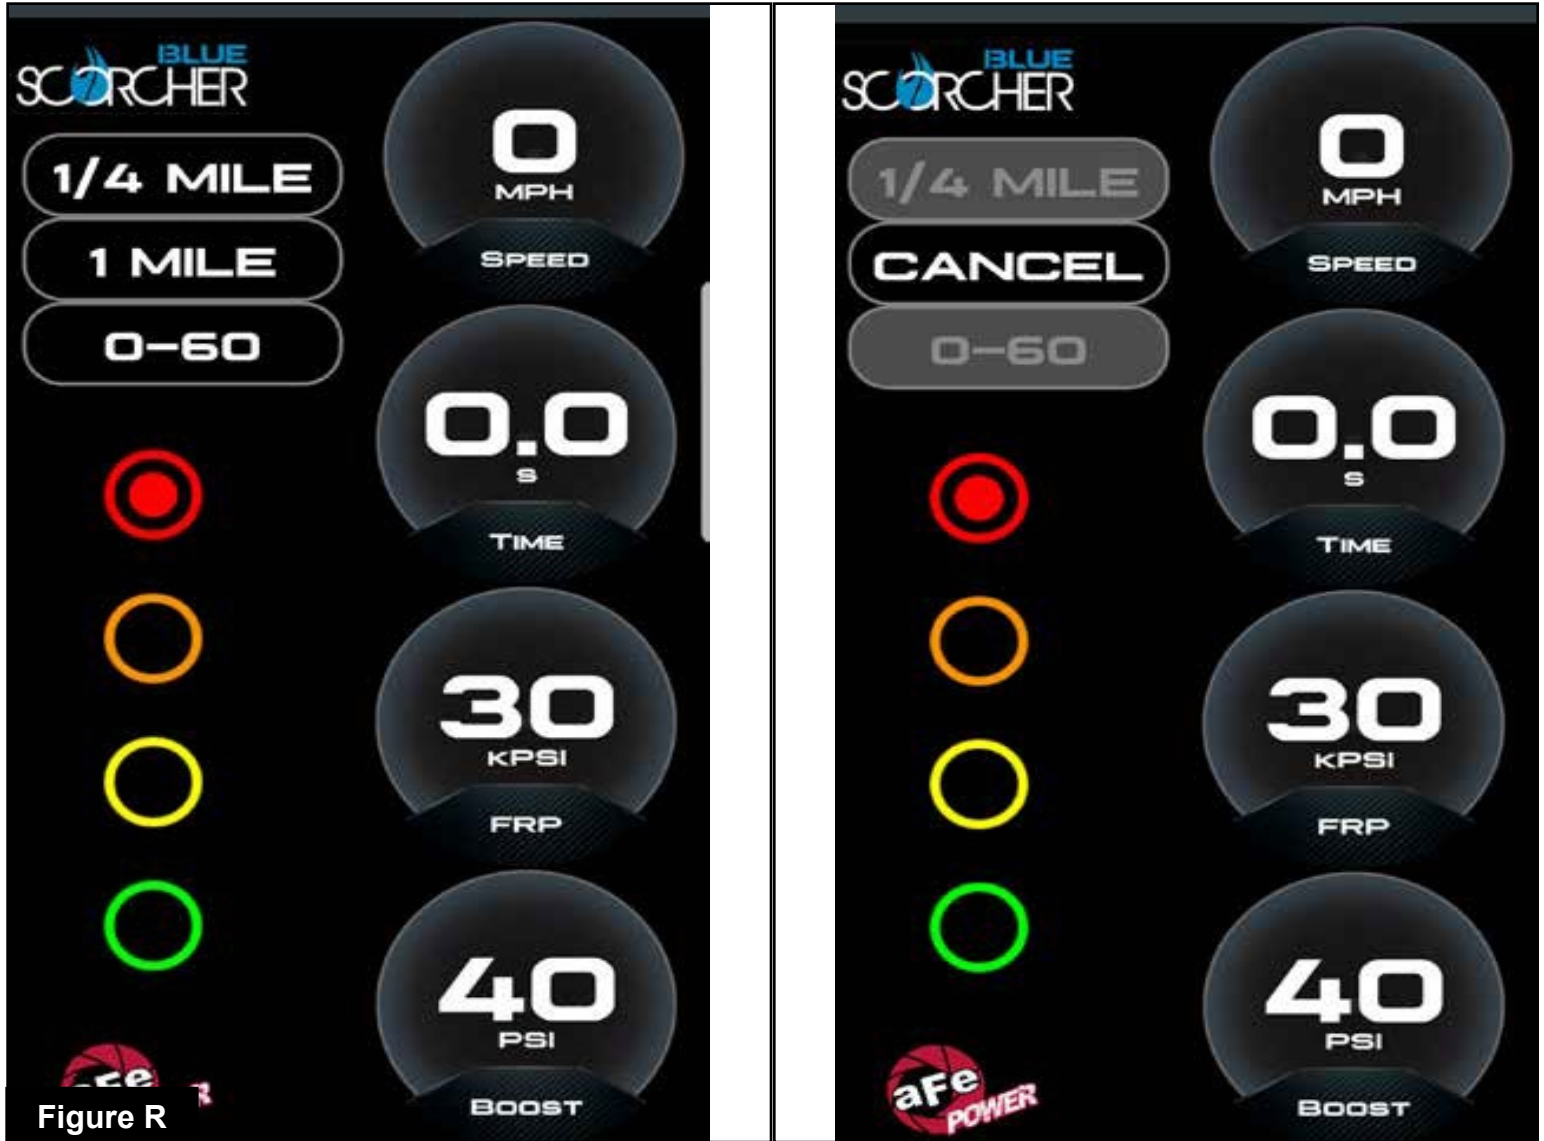 BLUE
SCORCHER
1/4 MILE
1 MILE
0-60
0
MPH
SPEED
0.0
S
TIME
30
KPSI
FRP
40
PSI
BOOST
aFe
R
Figure R
BLUE
SCORCHER
1/4 MILE
CANCEL
0-60
0
MPH
SPEED
0.0
S
TIME
30
KPSI
FRP
40
PSI
BOOST
aFe
POWER